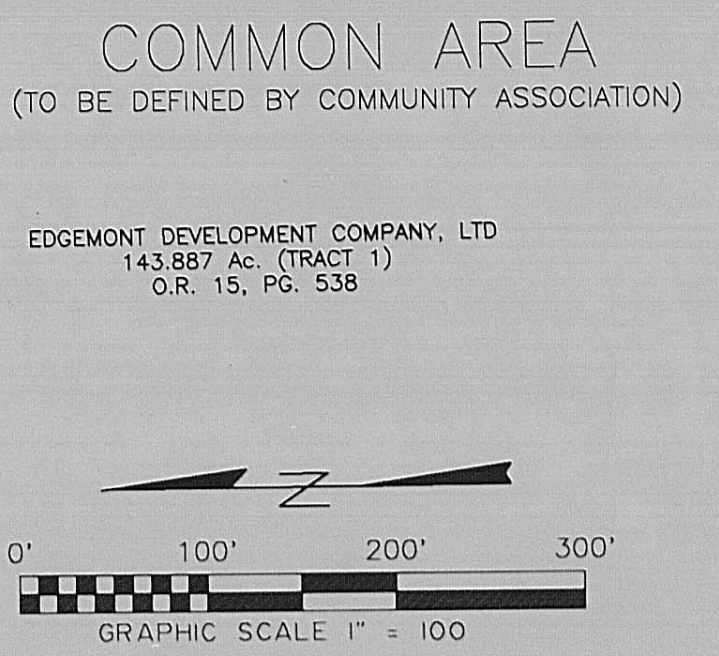 COMMON AREA
(TO BE DEFINED BY COMMUNITY ASSOCIATION)
EDGEMONT DEVELOPMENT COMPANY, LTD
143.887 Ac. (TRACT 1)
O.R. 15, PG. 538
N
0' 100' 200' 300'
GRAPHIC SCALE 1" = 100